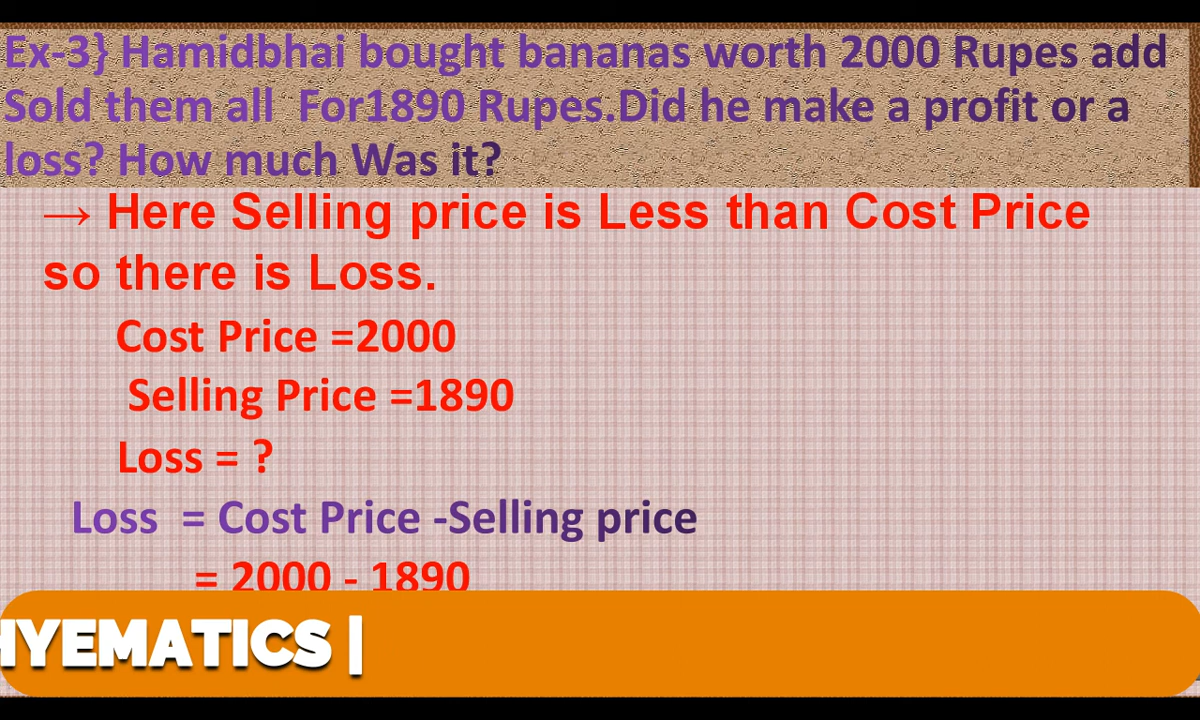 Ex-3} Hamidbhai bought bananas worth 2000 Rupes add
Sold them all For1890 Rupes.Did he make a profit or a
loss? How much Was it?
→ Here Selling price is Less than Cost Price
so there is Loss.
Cost Price =2000
Selling Price =1890
Loss = ?
Loss = Cost Price -Selling price
= 2000 - 1890
HYEMATICS |